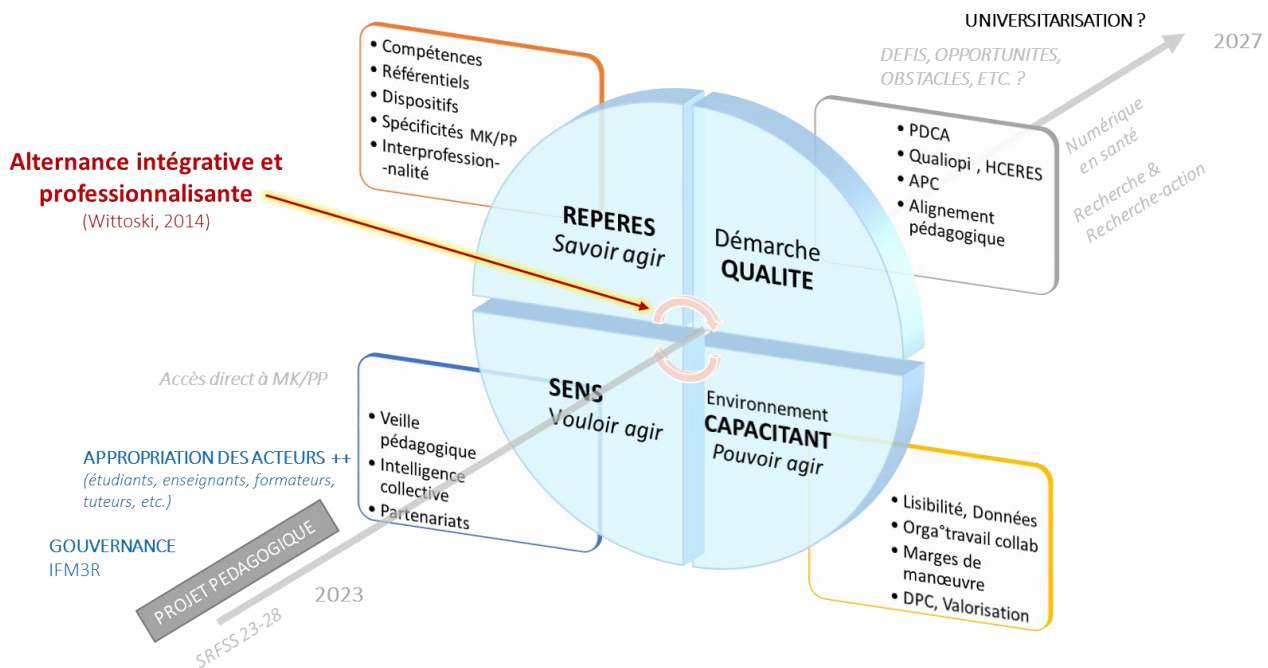 UNIVERSITARISATION ?
2027
DEFIS, OPPORTUNITES,
OBSTACLES, ETC. ?
• Compétences
• Référentiels
• Dispositifs
• Spécificités MK/PP
• Interprofession-
-nalité
• PDCA
• Qualiopi , HCERES
• APC
• Alignement
pédagogique
Numérique
en santé
Recherche &
Recherche-action
Alternance intégrative et
professionnalisante
(Wittoski, 2014)
REPERES
Savoir agir
Démarche
QUALITE
SENS
Vouloir agir
Environnement
CAPACITANT
Pouvoir agir
Accès direct à MK/PP
• Veille
pédagogique
• Intelligence
collective
• Partenariats
APPROPRIATION DES ACTEURS ++
(étudiants, enseignants, formateurs,
tuteurs, etc.)
• Lisibilité, Données
• Orga°travail collab
• Marges de
manœuvre
• DPC, Valorisation
GOUVERNANCE
IFM3R
PROJET PEDAGOGIQUE
2023
SRFSS 23-28